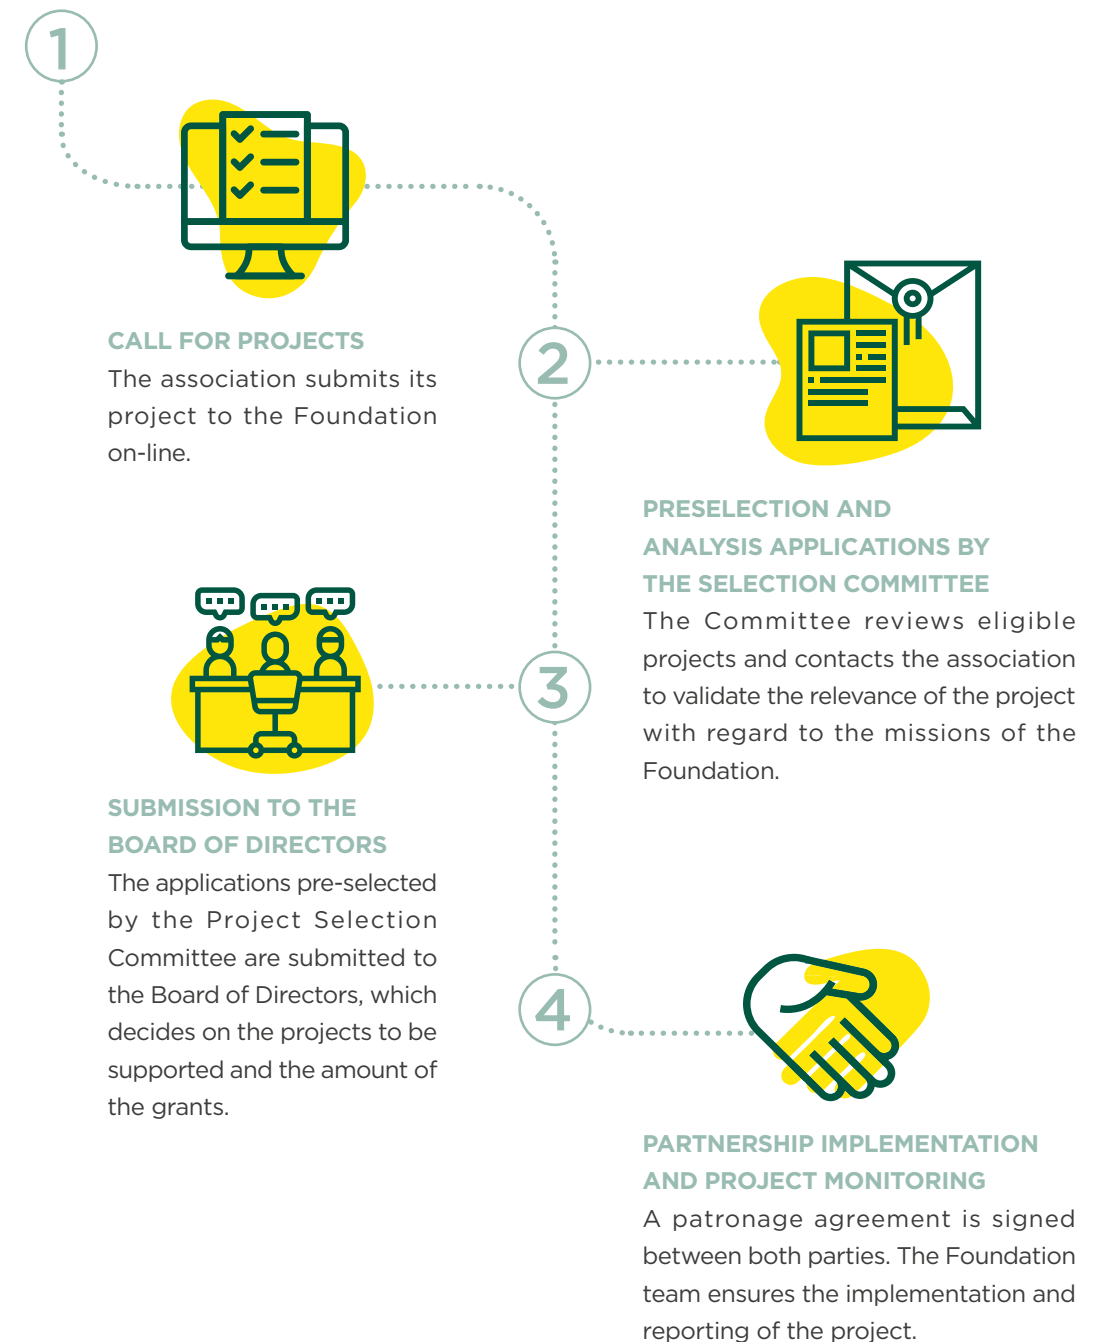 1
CALL FOR PROJECTS
The association submits its
project to the Foundation
on-line.
2
PRESELECTION AND
ANALYSIS APPLICATIONS BY
THE SELECTION COMMITTEE
The Committee reviews eligible
projects and contacts the association
to validate the relevance of the project
with regard to the missions of the
Foundation.
3
SUBMISSION TO THE
BOARD OF DIRECTORS
The applications pre-selected
by the Project Selection
Committee are submitted to
the Board of Directors, which
decides on the projects to be
supported and the amount of
the grants.
4
PARTNERSHIP IMPLEMENTATION
AND PROJECT MONITORING
A patronage agreement is signed
between both parties. The Foundation
team ensures the implementation and
reporting of the project.